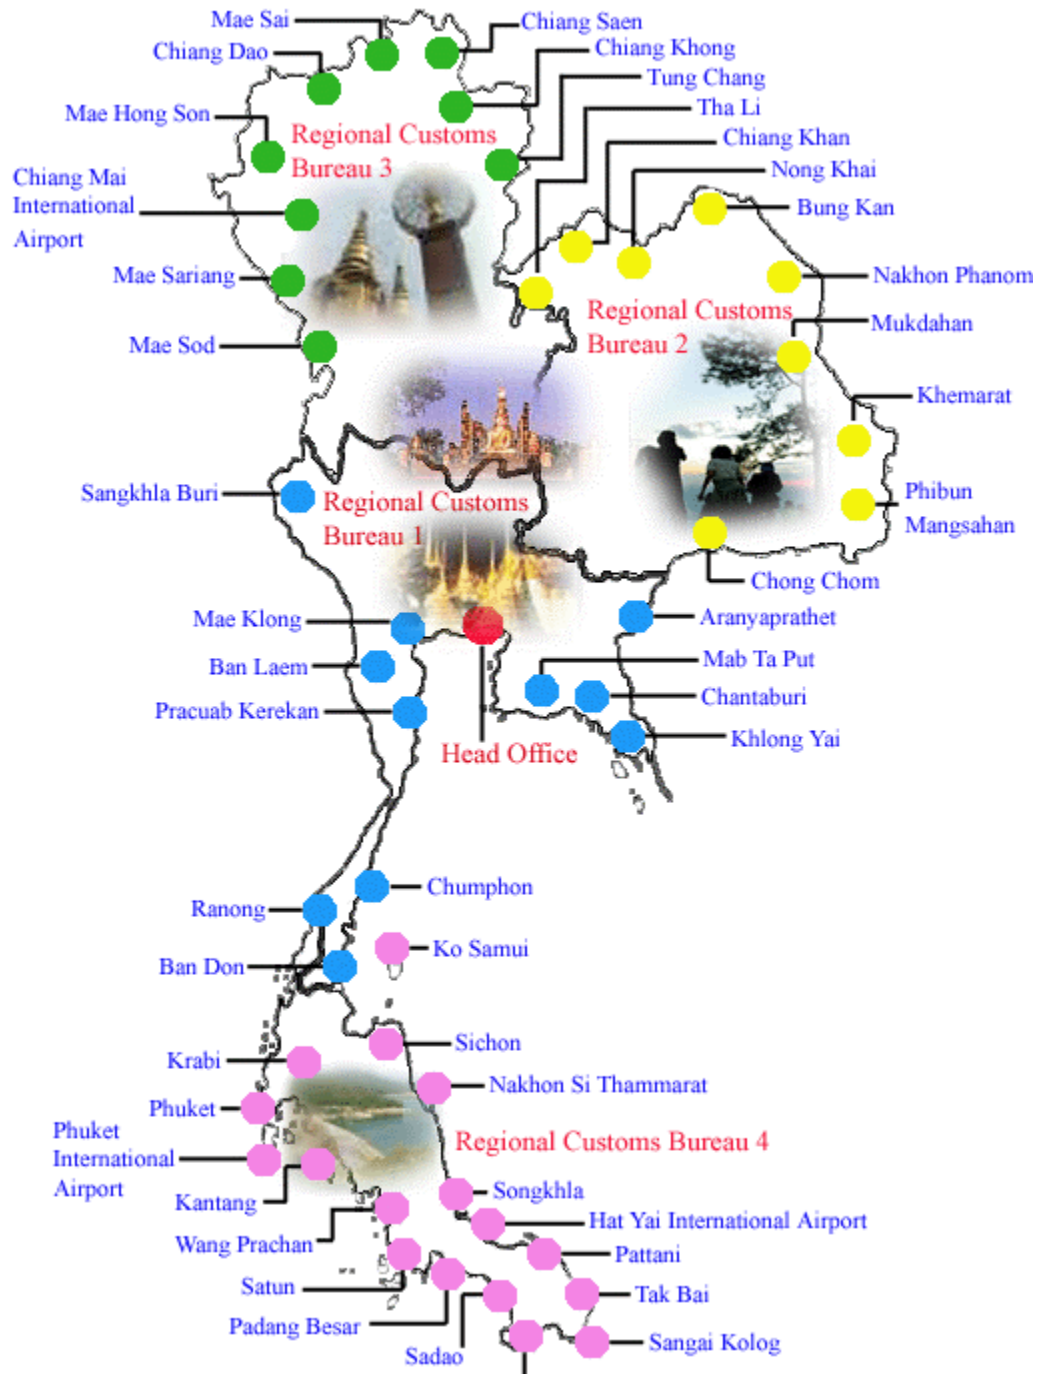 Mae Sai
Chiang Saen
Chiang Dao
Chiang Khong
Tung Chang
Mae Hong Son
Tha Li
Regional Customs
Bureau 3
Chiang Khan
Chiang Mai
International
Airport
Nong Khai
Bung Kan
Mae Sariang
Nakhon Phanom
Regional Customs
Bureau 2
Mukdahan
Mae Sod
Khemarat
Sangkhla Buri
Regional Customs
Bureau 1
Phibun
Mangsahan
Chong Chom
Mae Klong
Aranyaprathet
Ban Laem
Mab Ta Put
Pracuab Kerekan
Chantaburi
Head Office
Khlong Yai
Chumphon
Ranong
Ko Samui
Ban Don
Sichon
Krabi
Nakhon Si Thammarat
Phuket
Phuket
International
Airport
Regional Customs Bureau 4
Kantang
Songkhla
Hat Yai International Airport
Wang Prachan
Pattani
Satun
Tak Bai
Padang Besar
Sadao
Sangai Kolog